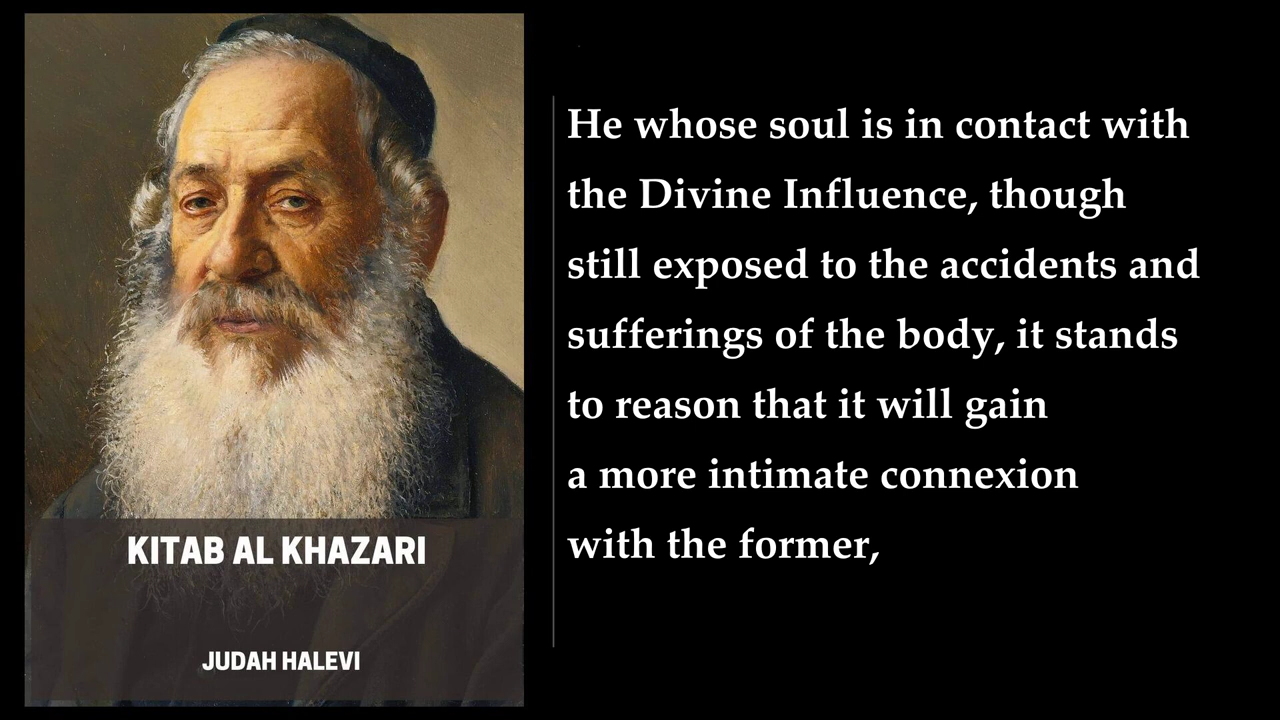 KITAB AL KHAZARI
JUDAH HALEVI
He whose soul is in contact with
the Divine Influence, though
still exposed to the accidents and
sufferings of the body, it stands
to reason that it will gain
a more intimate connexion
with the former,